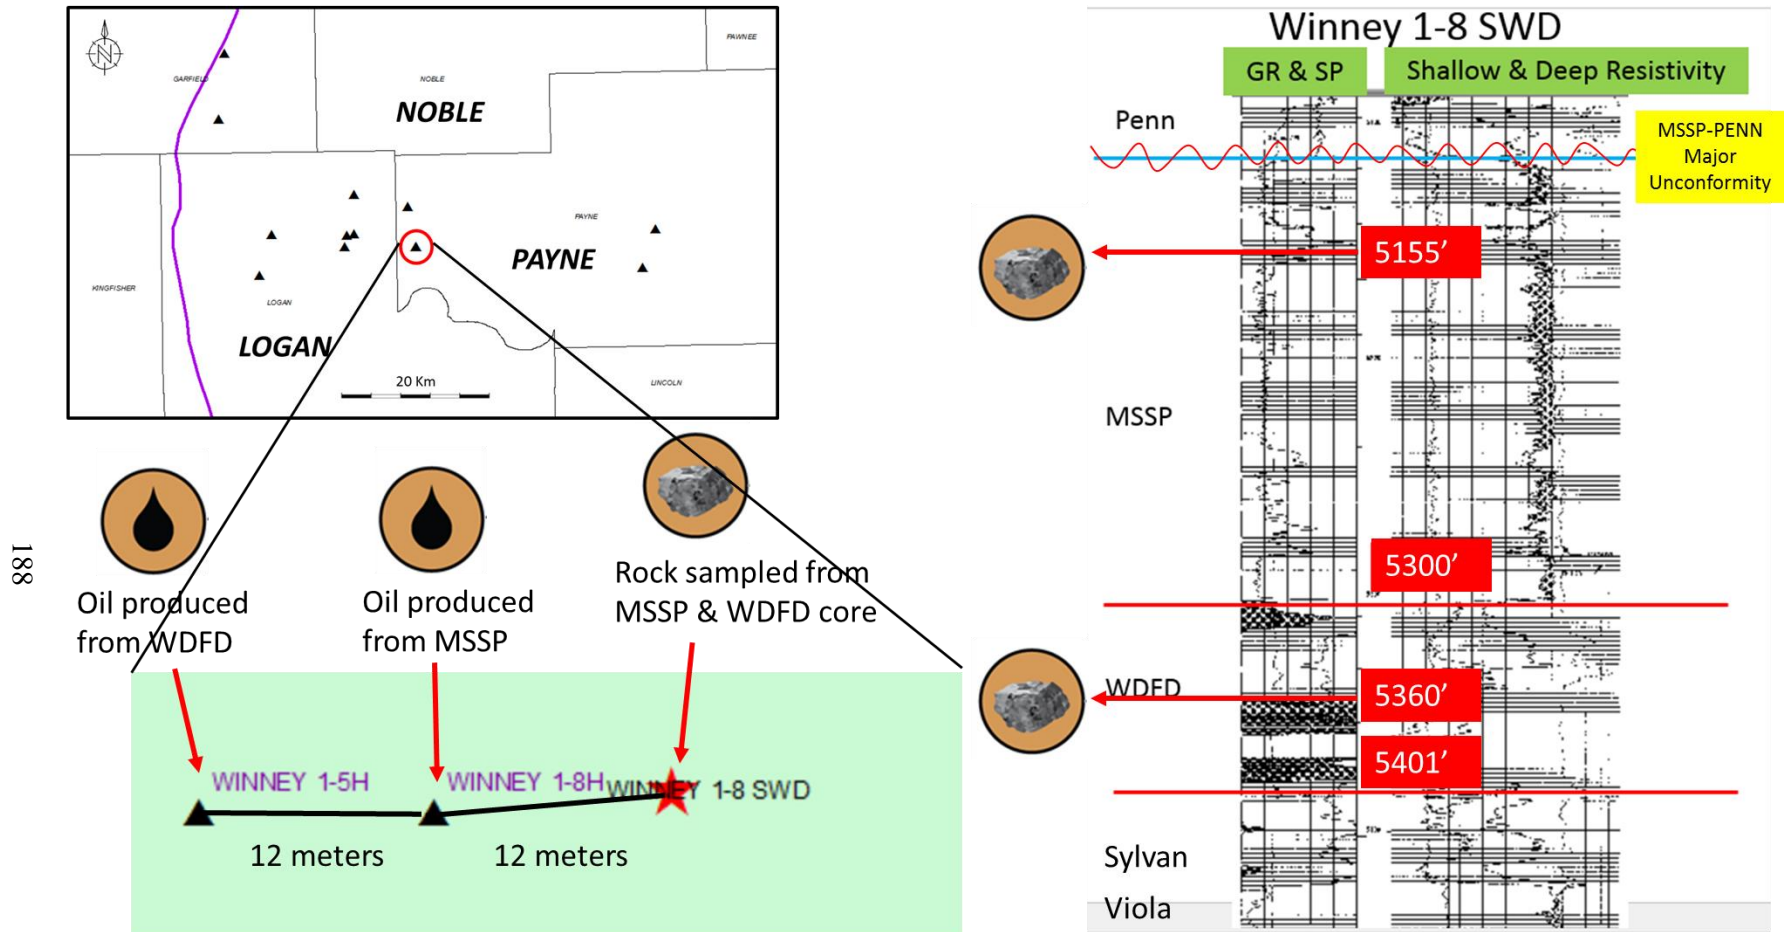 PAWNEE
N
GARFIELD
NOBLE
NOBLE
PAYNE
PAYNE
KINGFISHER
LOGAN
LOGAN
20 Km
LINCOLN
Oil produced
from WDFD
Oil produced
from MSSP
Rock sampled from
MSSP & WDFD core
WINNEY 1-5H
WINNEY 1-8H
WINNEY 1-8 SWD
12 meters
12 meters
188
Winney 1-8 SWD
GR & SP
Shallow & Deep Resistivity
Penn
MSSP-PENN
Major
Unconformity
5155’
MSSP
5300’
WDFD
5360’
5401’
Sylvan
Viola